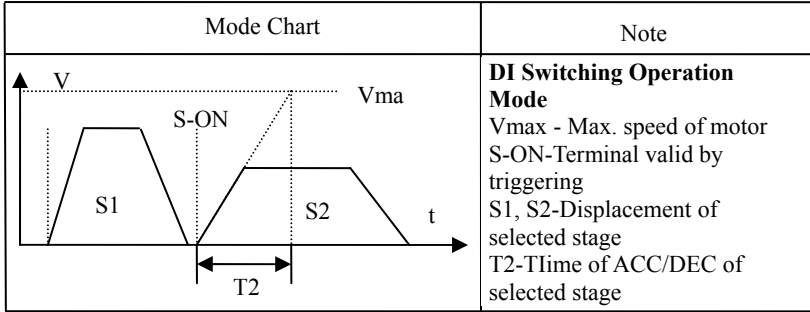 Mode Chart
Note
V
Vma
S-ON
S1
S2
t
T2
DI Switching Operation
Mode
Vmax - Max. speed of motor
S-ON-Terminal valid by
triggering
S1, S2-Displacement of
selected stage
T2-TIime of ACC/DEC of
selected stage